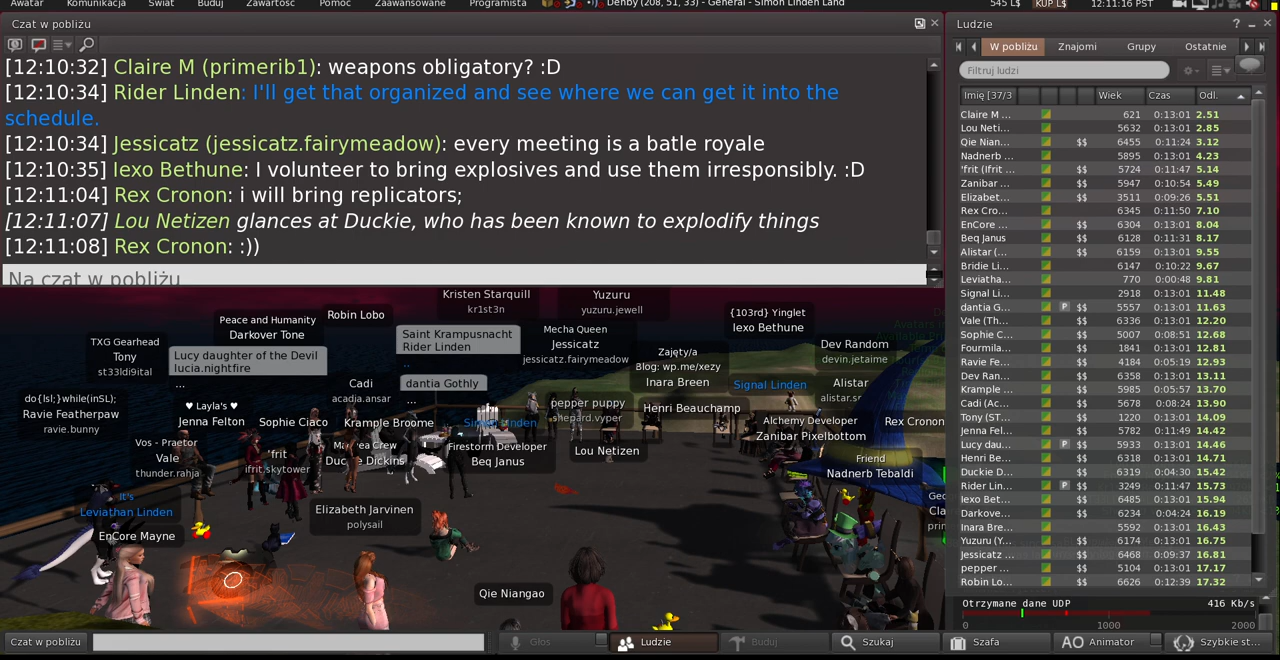 Awatar Komunikacja Świat Buduj Zawartość Pomoc Zaawansowane Programista Denby (208, 51, 33) - General - Simon Linden Land 545 L$ KUP L$ 12:11:16 PST
Czat w pobliżu
[12:10:32] Claire M (primerib1): weapons obligatory? :D
[12:10:34] Rider Linden: I'll get that organized and see where we can get it into the
schedule.
[12:10:34] Jessicatz (jessicatz.fairymeadow): every meeting is a batle royale
[12:10:35] Iexo Bethune: I volunteer to bring explosives and use them irresponsibly. :D
[12:11:04] Rex Cronon: i will bring replicators;
[12:11:07] Lou Netizen glances at Duckie, who has been known to explodify things
[12:11:08] Rex Cronon: :))
Na czat w pobliżu
Kristen Starquill
kr1st3n
Yuzuru
yuzuru.jewell
{103rd} Yinglet
Iexo Bethune
Robin Lobo
Peace and Humanity
Darkover Tone
Saint Krampusnacht
Rider Linden
..
Mecha Queen
Jessicatz
jessicatz.fairymeadow
TXG Gearhead
Tony
st33ldi9ital
Lucy daughter of the Devil
lucia.nightfire
...
Zajęty/a
Blog: wp.me/xezy
Inara Breen
Dev Random
devin.jetaime
Cadi
acadia.ansar
dantia Gothly
...
Signal Linden
Alistar
do{lsl;}while(inSL);
Ravie Featherpaw
ravie.bunny
♥ Layla's ♥
Jenna Felton
Sophie Ciaco
Krample Broome
pepper puppy
shepard.vyper
Henri Beauchamp
Alchemy Developer
Zanibar Pixelbottom
Rex Cronon
Vos - Praetor
Vale
thunder.rahja
'frit
ifrit.skytower
Firestorm Developer
Beq Janus
Lou Netizen
Friend
Nadnerb Tebaldi
It's
Leviathan Linden
EnCore Mayne
Elizabeth Jarvinen
polysail
Qie Niangao
Czat w pobliżu Głos Ludzie Buduj Szukaj Szafa AO Animator Szybkie st...
Ludzie
W pobliżu Znajomi Grupy Ostatnie
Filtruj ludzi
Imię [37/3 Wiek Czas Odl.
Claire M ... 621 0:13:01 2.51
Lou Neti... 5632 0:13:01 2.85
Qie Nian... $$ 6455 0:11:24 3.12
Nadnerb ... 5895 0:13:01 4.23
'frit (Ifrit ... $$ 5724 0:11:47 5.14
Zanibar ... $$ 5947 0:10:54 5.49
Elizabet... $$ 3511 0:09:26 5.51
Rex Cro... 6345 0:11:50 7.10
EnCore ... $$ 6304 0:13:01 8.04
Beq Janus $$ 6128 0:11:31 8.17
Alistar (... $$ 6159 0:13:01 9.55
Bridie Li... 6147 0:10:22 9.67
Leviatha... 770 0:00:48 9.81
Signal Li... 2918 0:13:01 11.48
dantia G... P $$ 5557 0:13:01 11.63
Vale (Th... $$ 6336 0:13:01 12.20
Sophie C... $$ 5007 0:08:51 12.68
Fourmila... $$ 1841 0:13:01 12.81
Ravie Fe... $$ 4184 0:05:19 12.93
Dev Ran... $$ 6358 0:13:01 13.11
Krample ... $$ 5985 0:05:57 13.70
Cadi (Ac... $$ 5678 0:08:24 13.90
Tony (ST... $$ 1220 0:13:01 14.09
Jenna Fel... $$ 5782 0:11:49 14.42
Lucy dau... P $$ 5933 0:13:01 14.46
Henri Be... $$ 6318 0:13:01 14.71
Duckie D... $$ 6319 0:04:30 15.42
Rider Lin... P $$ 3249 0:11:47 15.73
Iexo Bet... $$ 6485 0:13:01 15.94
Darkove... $$ 6234 0:04:24 16.19
Inara Bre... 5592 0:13:01 16.43
Yuzuru (Y... $$ 6174 0:13:01 16.75
Jessicatz ... $$ 6468 0:09:37 16.81
pepper ... $$ 5104 0:13:01 17.17
Robin Lo... $$ 6626 0:12:39 17.32
Otrzymane dane UDP 416 Kb/s
0 1000 2000